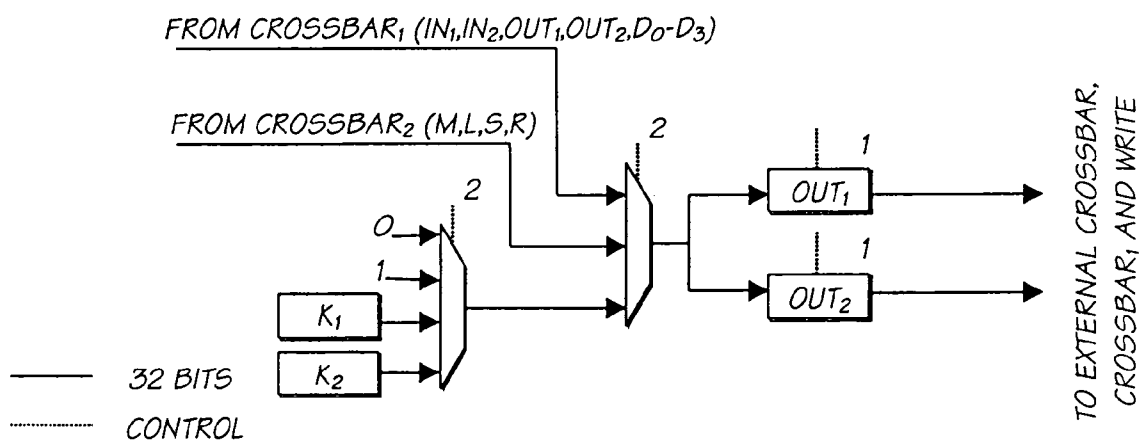 FROM CROSSBAR₁ (IN₁,IN₂,OUT₁,OUT₂,D₀-D₃)
FROM CROSSBAR₂ (M,L,S,R)
2
2
0
1
K₁
K₂
1
OUT₁
1
OUT₂
TO EXTERNAL CROSSBAR,
CROSSBAR₁ AND WRITE
32 BITS
CONTROL